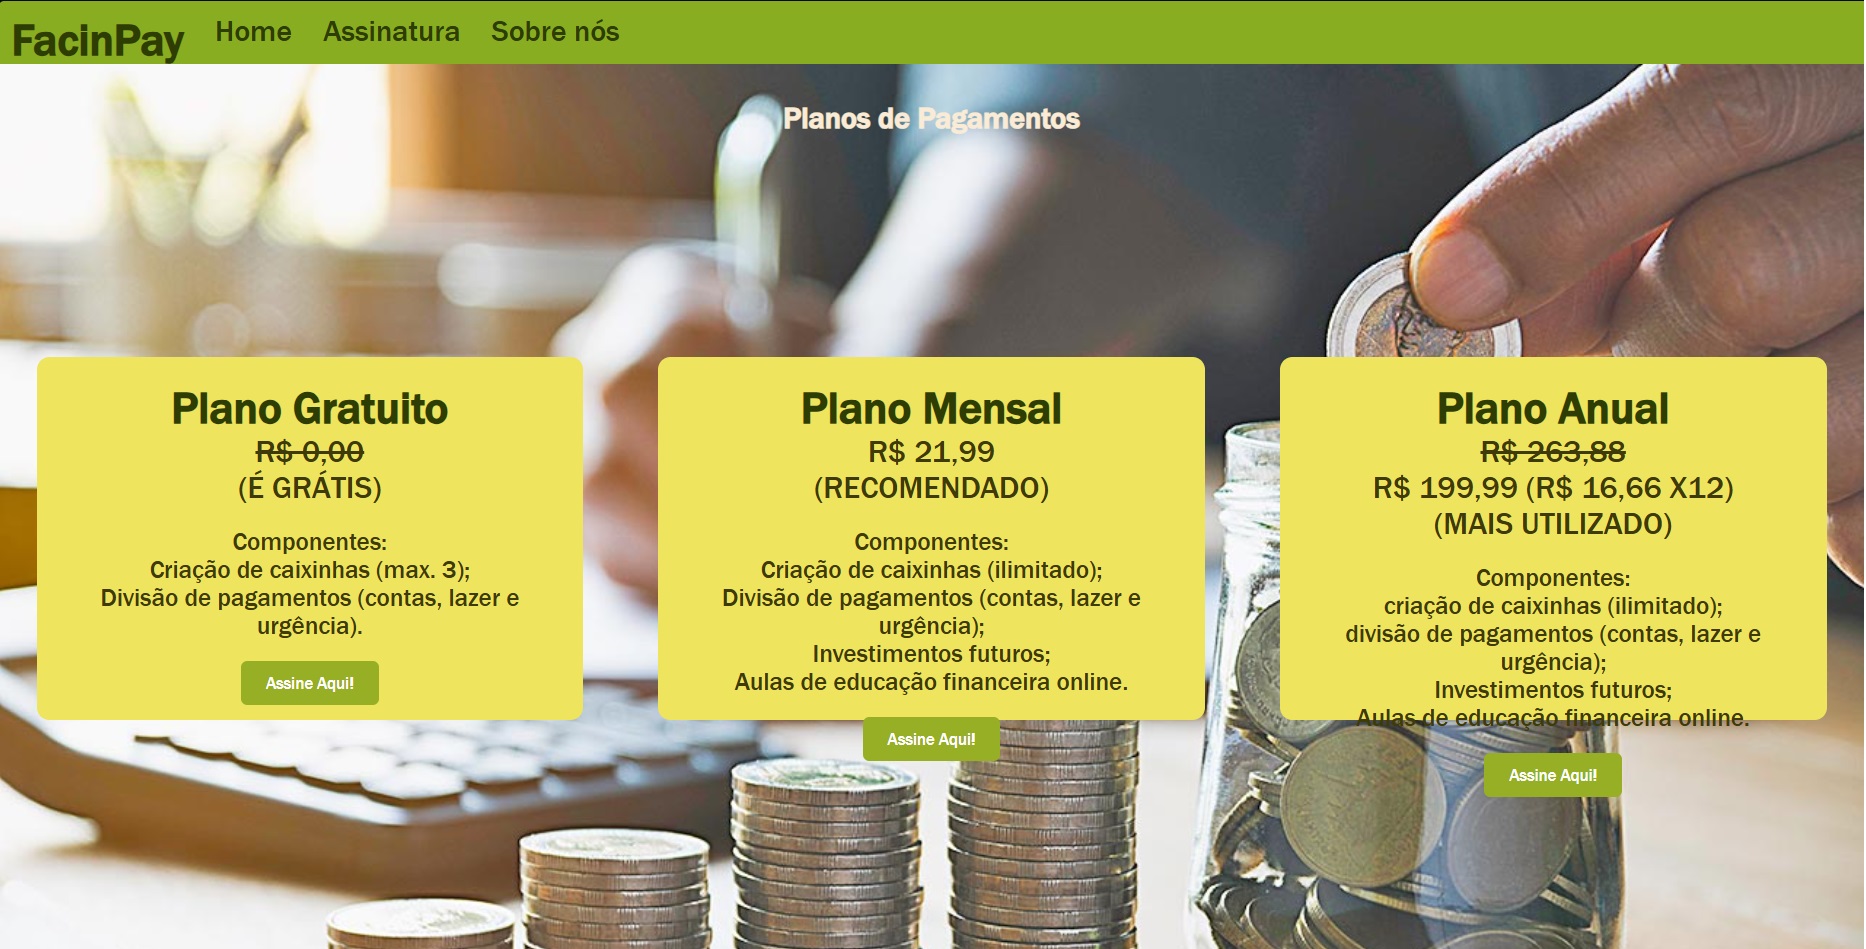 FacinPay Home Assinatura Sobre nós
Planos de Pagamentos
Plano Gratuito
R$ 0,00
(É GRÁTIS)
Componentes:
Criação de caixinhas (max. 3);
Divisão de pagamentos (contas, lazer e
urgência).
Assine Aqui!
Plano Mensal
R$ 21,99
(RECOMENDADO)
Componentes:
Criação de caixinhas (ilimitado);
Divisão de pagamentos (contas, lazer e
urgência);
Investimentos futuros;
Aulas de educação financeira online.
Assine Aqui!
Plano Anual
R$ 263,88
R$ 199,99 (R$ 16,66 X12)
(MAIS UTILIZADO)
Componentes:
criação de caixinhas (ilimitado);
divisão de pagamentos (contas, lazer e
urgência);
Investimentos futuros;
Aulas de educação financeira online.
Assine Aqui!